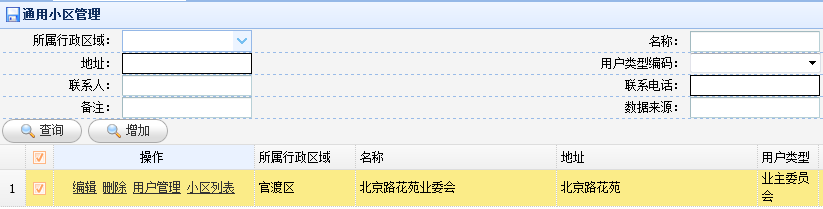 通用小区管理
所属行政区域： 名称：
地址： 用户类型编码：
联系人： 联系电话：
备注： 数据来源：
查询 增加
操作 所属行政区域 名称 地址 用户类型
1 编辑 删除 用户管理 小区列表 官渡区 北京路花苑业委会 北京路花苑 业主委员
会